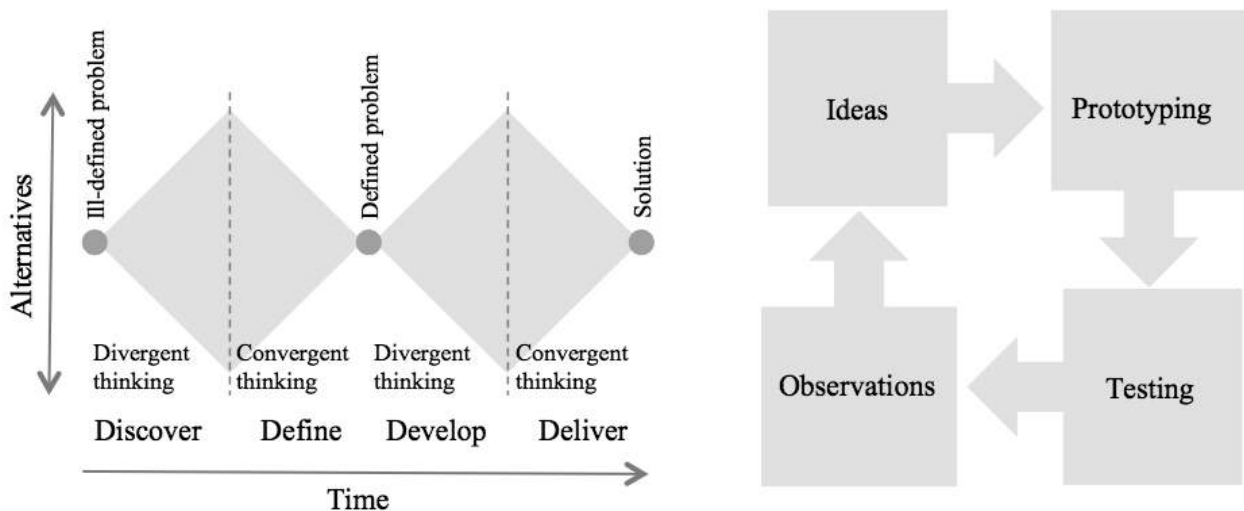 Alternatives
Ill-defined problem
Defined problem
Solution
Divergent
thinking
Convergent
thinking
Divergent
thinking
Convergent
thinking
Discover
Define
Develop
Deliver
Time
Ideas
Prototyping
Observations
Testing